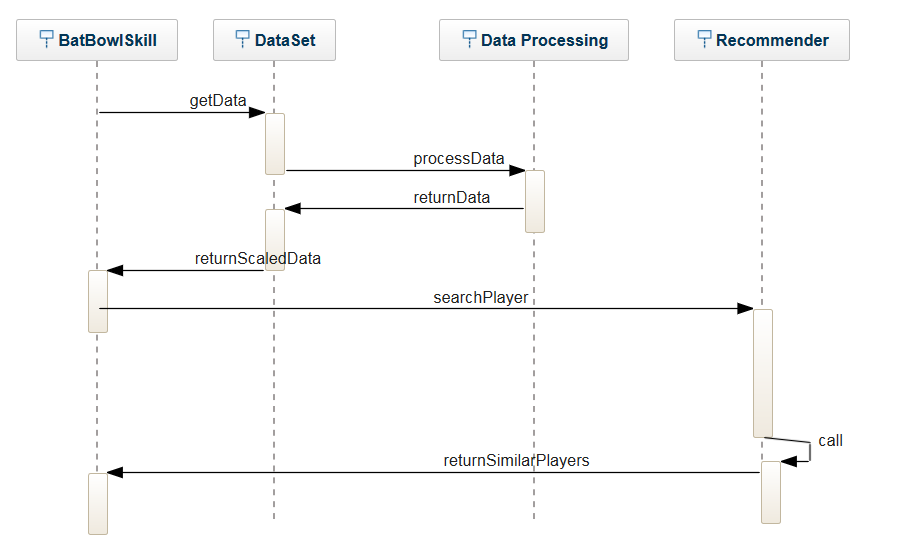 BatBowlSkill
DataSet
Data Processing
Recommender
getData
processData
returnData
returnScaledData
searchPlayer
call
returnSimilarPlayers